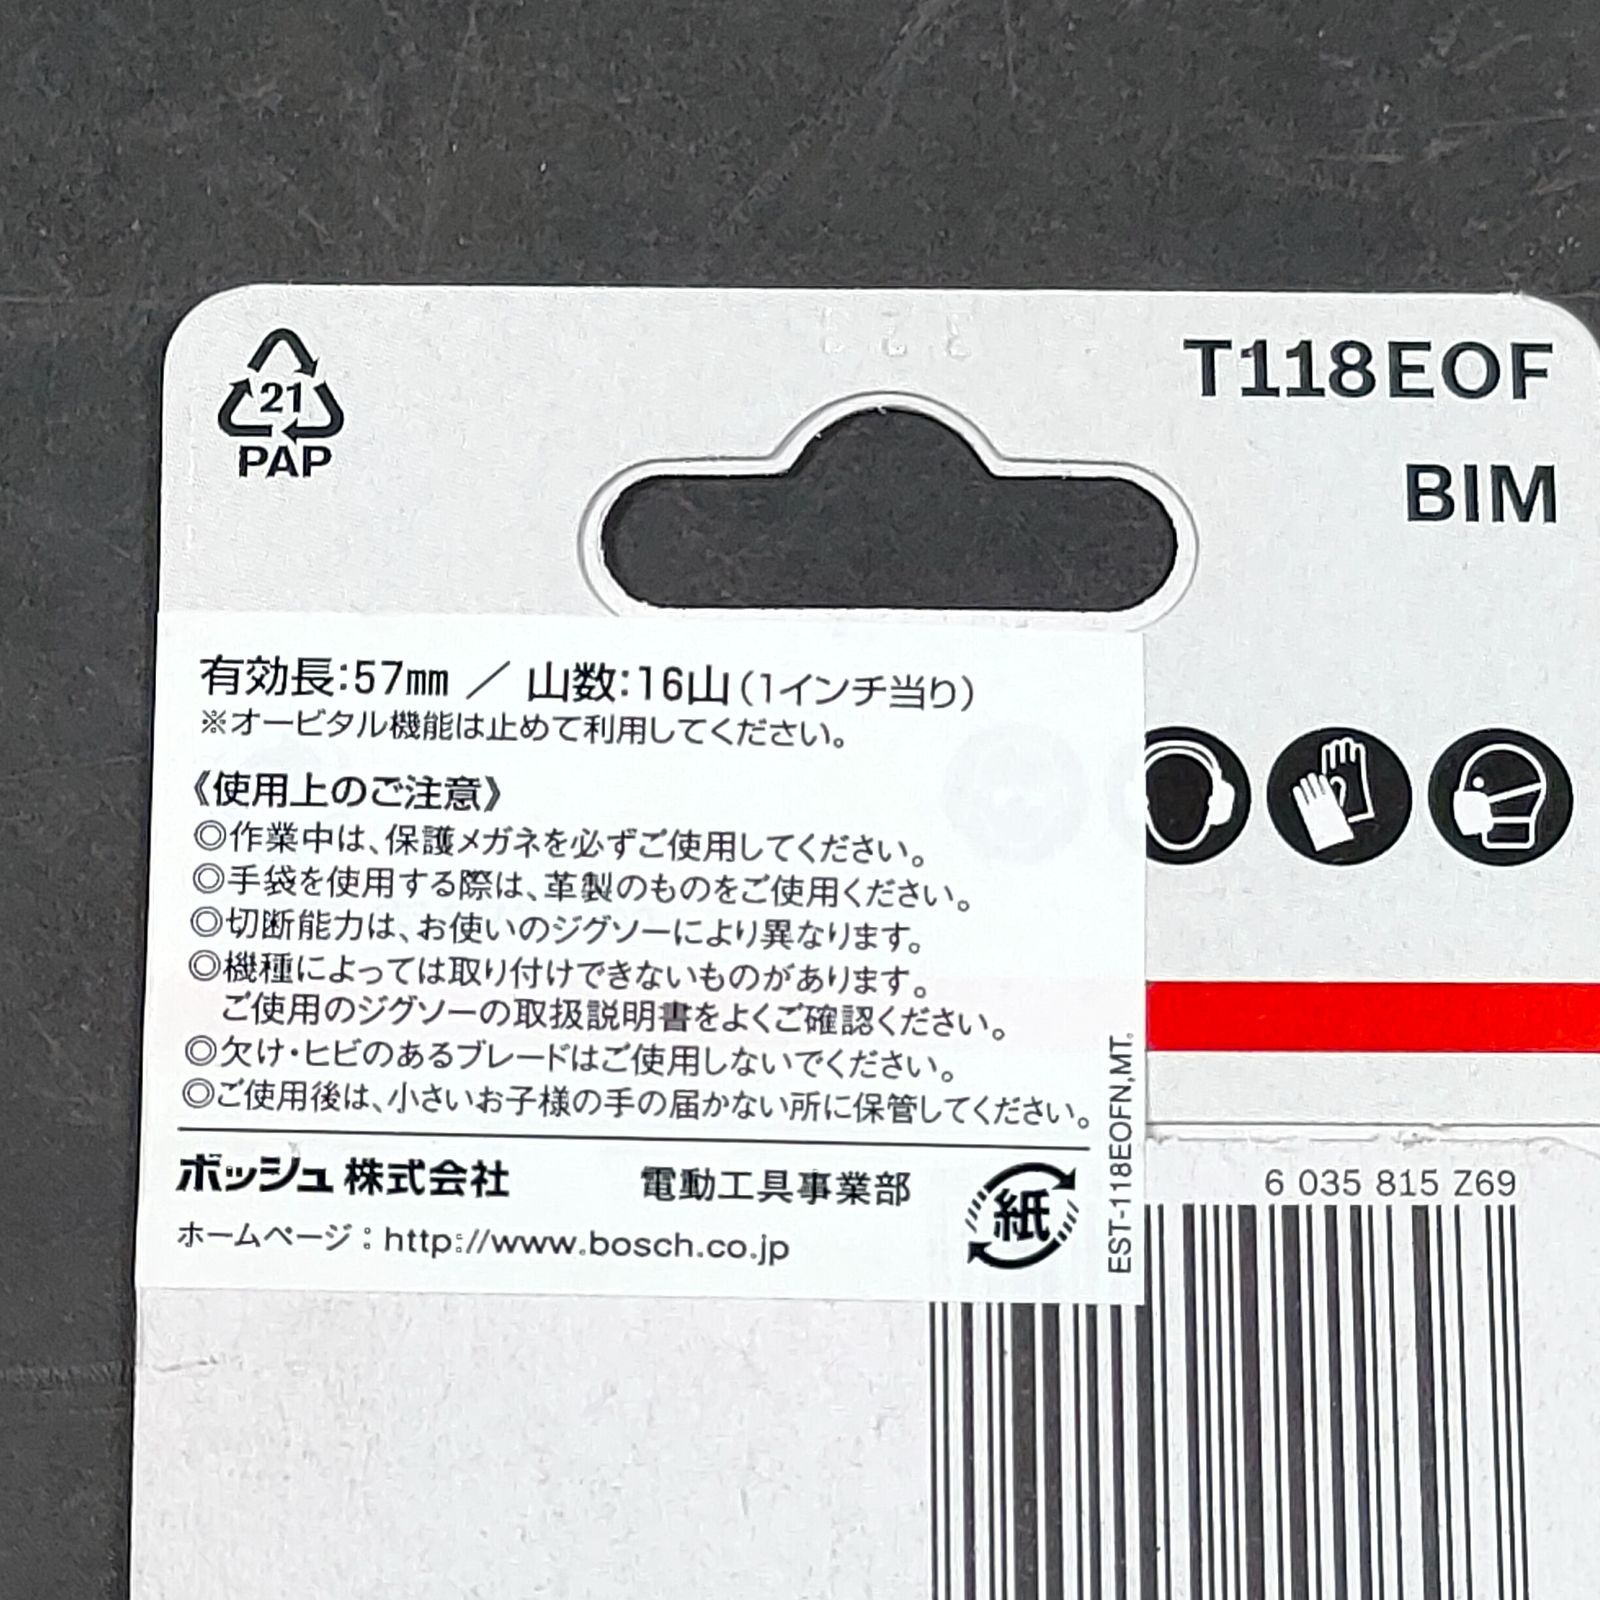 21
PAP
T118EOF
BIM
有効長:57㎜ ／ 山数:16山(1インチ当り)
※オービタル機能は止めて利用してください。
《使用上のご注意》
◎作業中は、保護メガネを必ずご使用してください。
◎手袋を使用する際は、革製のものをご使用ください。
◎切断能力は、お使いのジグソーにより異なります。
◎機種によっては取り付けできないものがあります。
ご使用のジグソーの取扱説明書をよくご確認ください。
◎欠け・ヒビのあるブレードはご使用しないでください。
◎ご使用後は、小さいお子様の手の届かない所に保管してください。
ボッシュ株式会社 電動工具事業部
ホームページ：http://www.bosch.co.jp
紙
EST-118EOFN,MT.
6 035 815 Z69